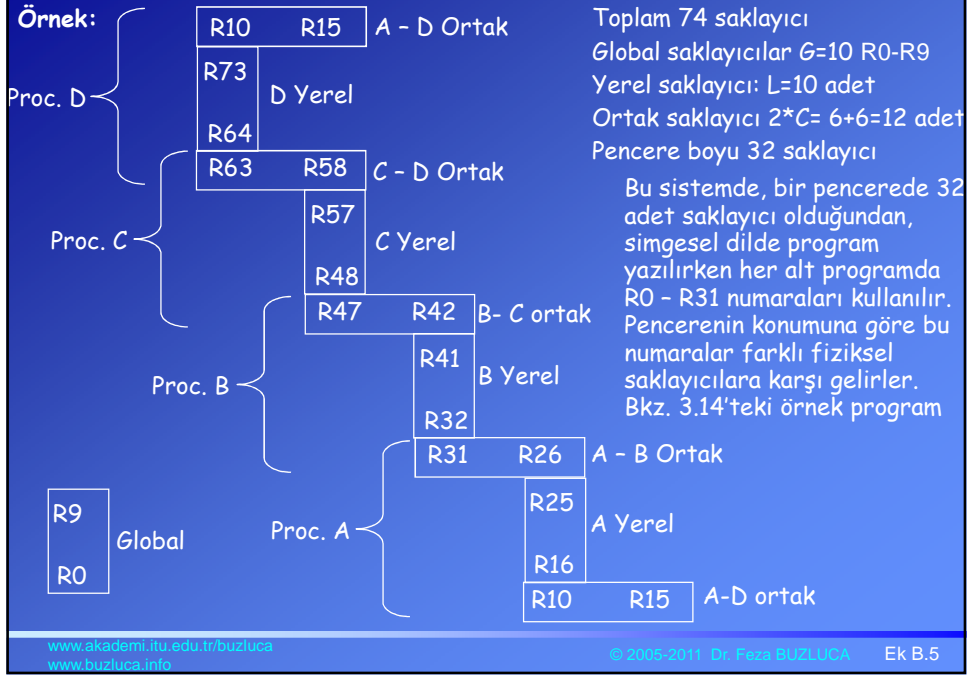 Örnek:
R10 R15 A – D Ortak
R73
Proc. D
D Yerel
R64
R63 R58 C – D Ortak
R57
Proc. C
C Yerel
R48
R47 R42 B- C ortak
R41
Proc. B
B Yerel
R32
R31 R26 A – B Ortak
R25
Proc. A
A Yerel
R16
R10 R15 A-D ortak
R9
Global
R0
Toplam 74 saklayıcı
Global saklayıcılar G=10 R0-R9
Yerel saklayıcı: L=10 adet
Ortak saklayıcı 2*C= 6+6=12 adet
Pencere boyu 32 saklayıcı
Bu sistemde, bir pencerede 32
adet saklayıcı olduğundan,
simgesel dilde program
yazılırken her alt programda
R0 – R31 numaraları kullanılır.
Pencerenin konumuna göre bu
numaralar farklı fiziksel
saklayıcılara karşı gelirler.
Bkz. 3.14’teki örnek program
www.akademi.itu.edu.tr/buzluca
www.buzluca.info
© 2005-2011 Dr. Feza BUZLUCA
Ek B.5